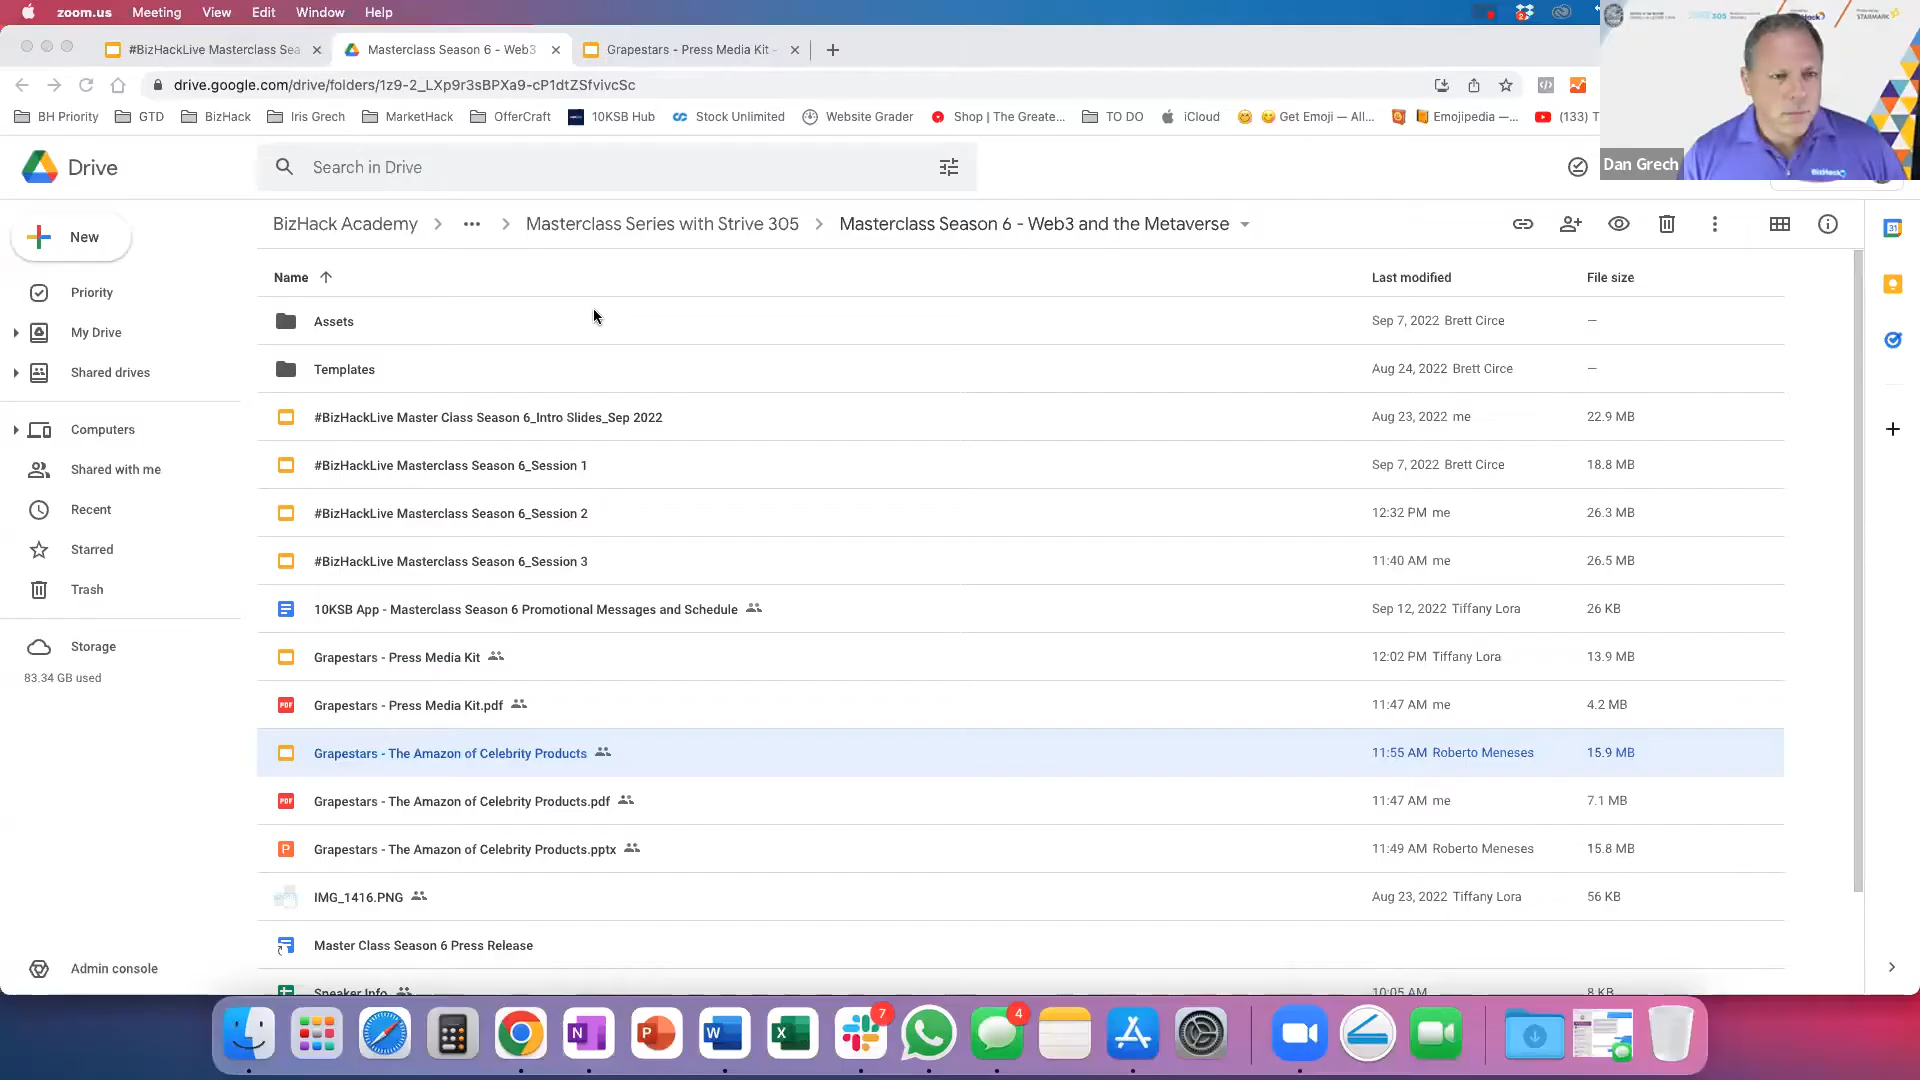 zoom.us Meeting View Edit Window Help
#BizHackLive Masterclass Sea
Masterclass Season 6 - Web3
Grapestars - Press Media Kit -
drive.google.com/drive/folders/1z9-2_LXp9r3sBPXa9-cP1dtZSfvivcSc
BH Priority GTD BizHack Iris Grech MarketHack OfferCraft 10KSB Hub Stock Unlimited Website Grader Shop | The Greate... TO DO iCloud Get Emoji — All... Emojipedia —... (133) T
Dan Grech
BizHack
STARMARK
Drive
Search in Drive
New
BizHack Academy > ... > Masterclass Series with Strive 305 > Masterclass Season 6 - Web3 and the Metaverse
Priority
My Drive
Shared drives
Computers
Shared with me
Recent
Starred
Trash
Storage
83.34 GB used
Admin console
Name Last modified File size
Assets Sep 7, 2022 Brett Circe —
Templates Aug 24, 2022 Brett Circe —
#BizHackLive Master Class Season 6_Intro Slides_Sep 2022 Aug 23, 2022 me 22.9 MB
#BizHackLive Masterclass Season 6_Session 1 Sep 7, 2022 Brett Circe 18.8 MB
#BizHackLive Masterclass Season 6_Session 2 12:32 PM me 26.3 MB
#BizHackLive Masterclass Season 6_Session 3 11:40 AM me 26.5 MB
10KSB App - Masterclass Season 6 Promotional Messages and Schedule Sep 12, 2022 Tiffany Lora 26 KB
Grapestars - Press Media Kit 12:02 PM Tiffany Lora 13.9 MB
PDF Grapestars - Press Media Kit.pdf 11:47 AM me 4.2 MB
Grapestars - The Amazon of Celebrity Products 11:55 AM Roberto Meneses 15.9 MB
PDF Grapestars - The Amazon of Celebrity Products.pdf 11:47 AM me 7.1 MB
P Grapestars - The Amazon of Celebrity Products.pptx 11:49 AM Roberto Meneses 15.8 MB
IMG_1416.PNG Aug 23, 2022 Tiffany Lora 56 KB
Master Class Season 6 Press Release
Speaker Info 10:05 AM 8 KB
31
N P W X 7 4